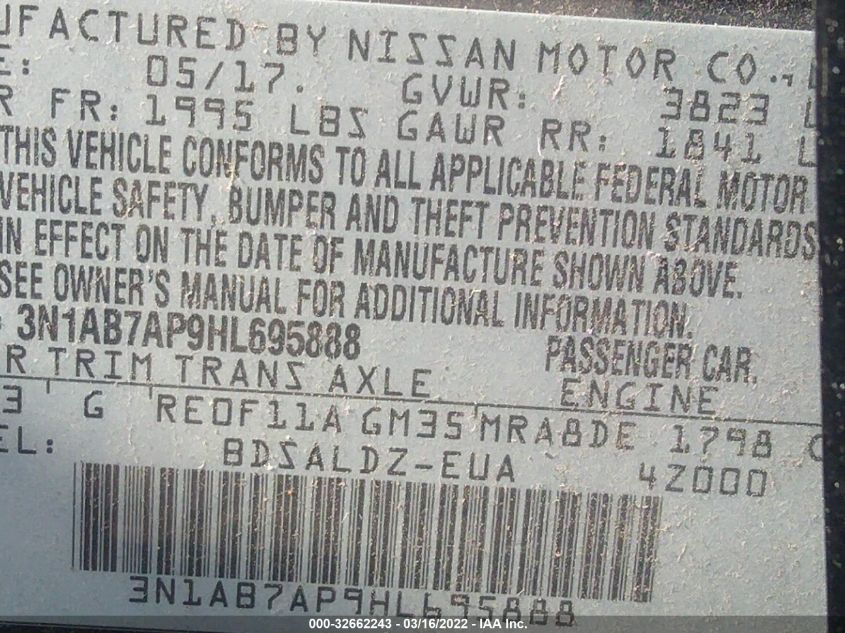 UFACTURED BY NISSAN MOTOR CO.,
E: 05/17. GVWR: 3823 L
R FR: 1995 LBS GAWR RR: 1841 L
THIS VEHICLE CONFORMS TO ALL APPLICABLE FEDERAL MOTOR
VEHICLE SAFETY, BUMPER AND THEFT PREVENTION STANDARDS
IN EFFECT ON THE DATE OF MANUFACTURE SHOWN ABOVE.
SEE OWNER'S MANUAL FOR ADDITIONAL INFORMATION.
3N1AB7AP9HL695888 PASSENGER CAR.
R TRIM TRANS AXLE ENGINE
3 G RE0F11A GM35 MRA8DE 1798 C
EL: BDSALDZ-EUA 4Z000
3N1AB7AP9HL695888
000-32662243 - 03/16/2022 - IAA Inc.